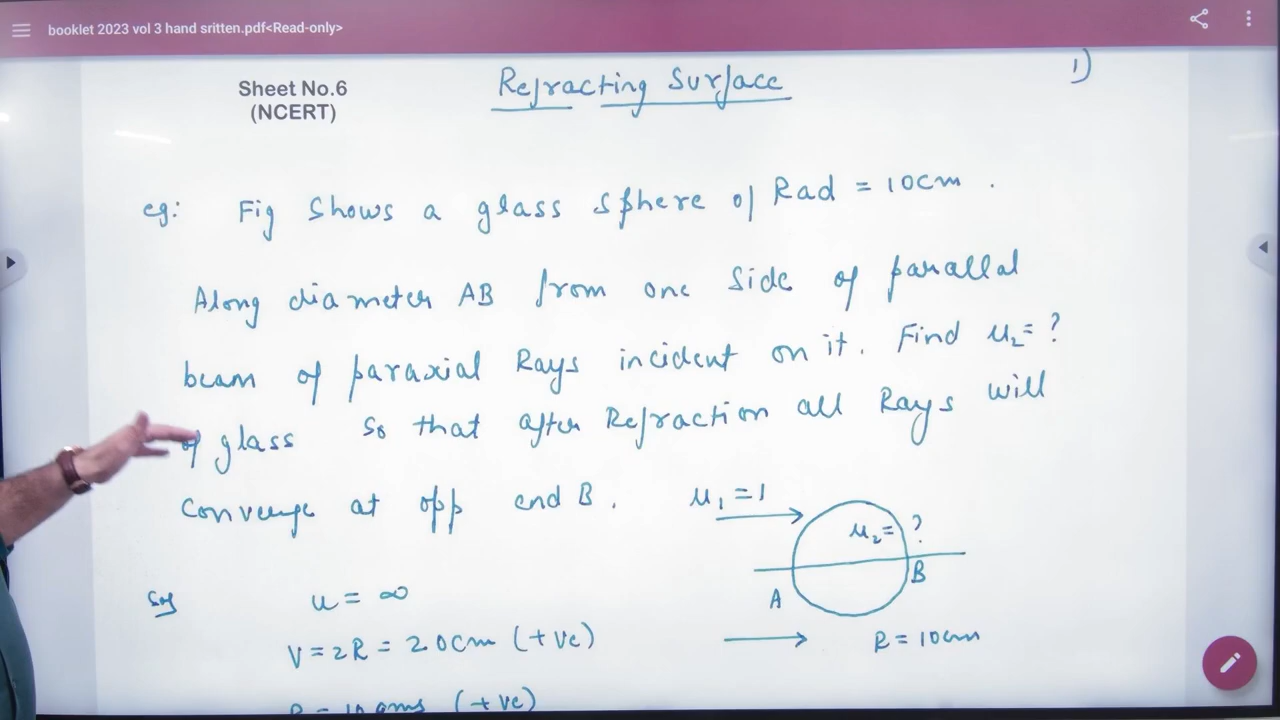 booklet 2023 vol 3 hand sritten.pdf<Read-only>
Sheet No.6
(NCERT)
Refracting Surface
1)
eg: Fig Shows a glass sphere of Rad = 10cm .
Along diameter AB from one side of parallal
beam of paraxial Rays incident on it. Find μ₂= ?
of glass so that after Refraction all Rays will
converge at opp end B .
μ₁ = 1
μ₂= ?
A
B
R = 10cm
Sol
u = ∞
V = 2R = 20cm (+ve)
R = 10 cms (+ve)